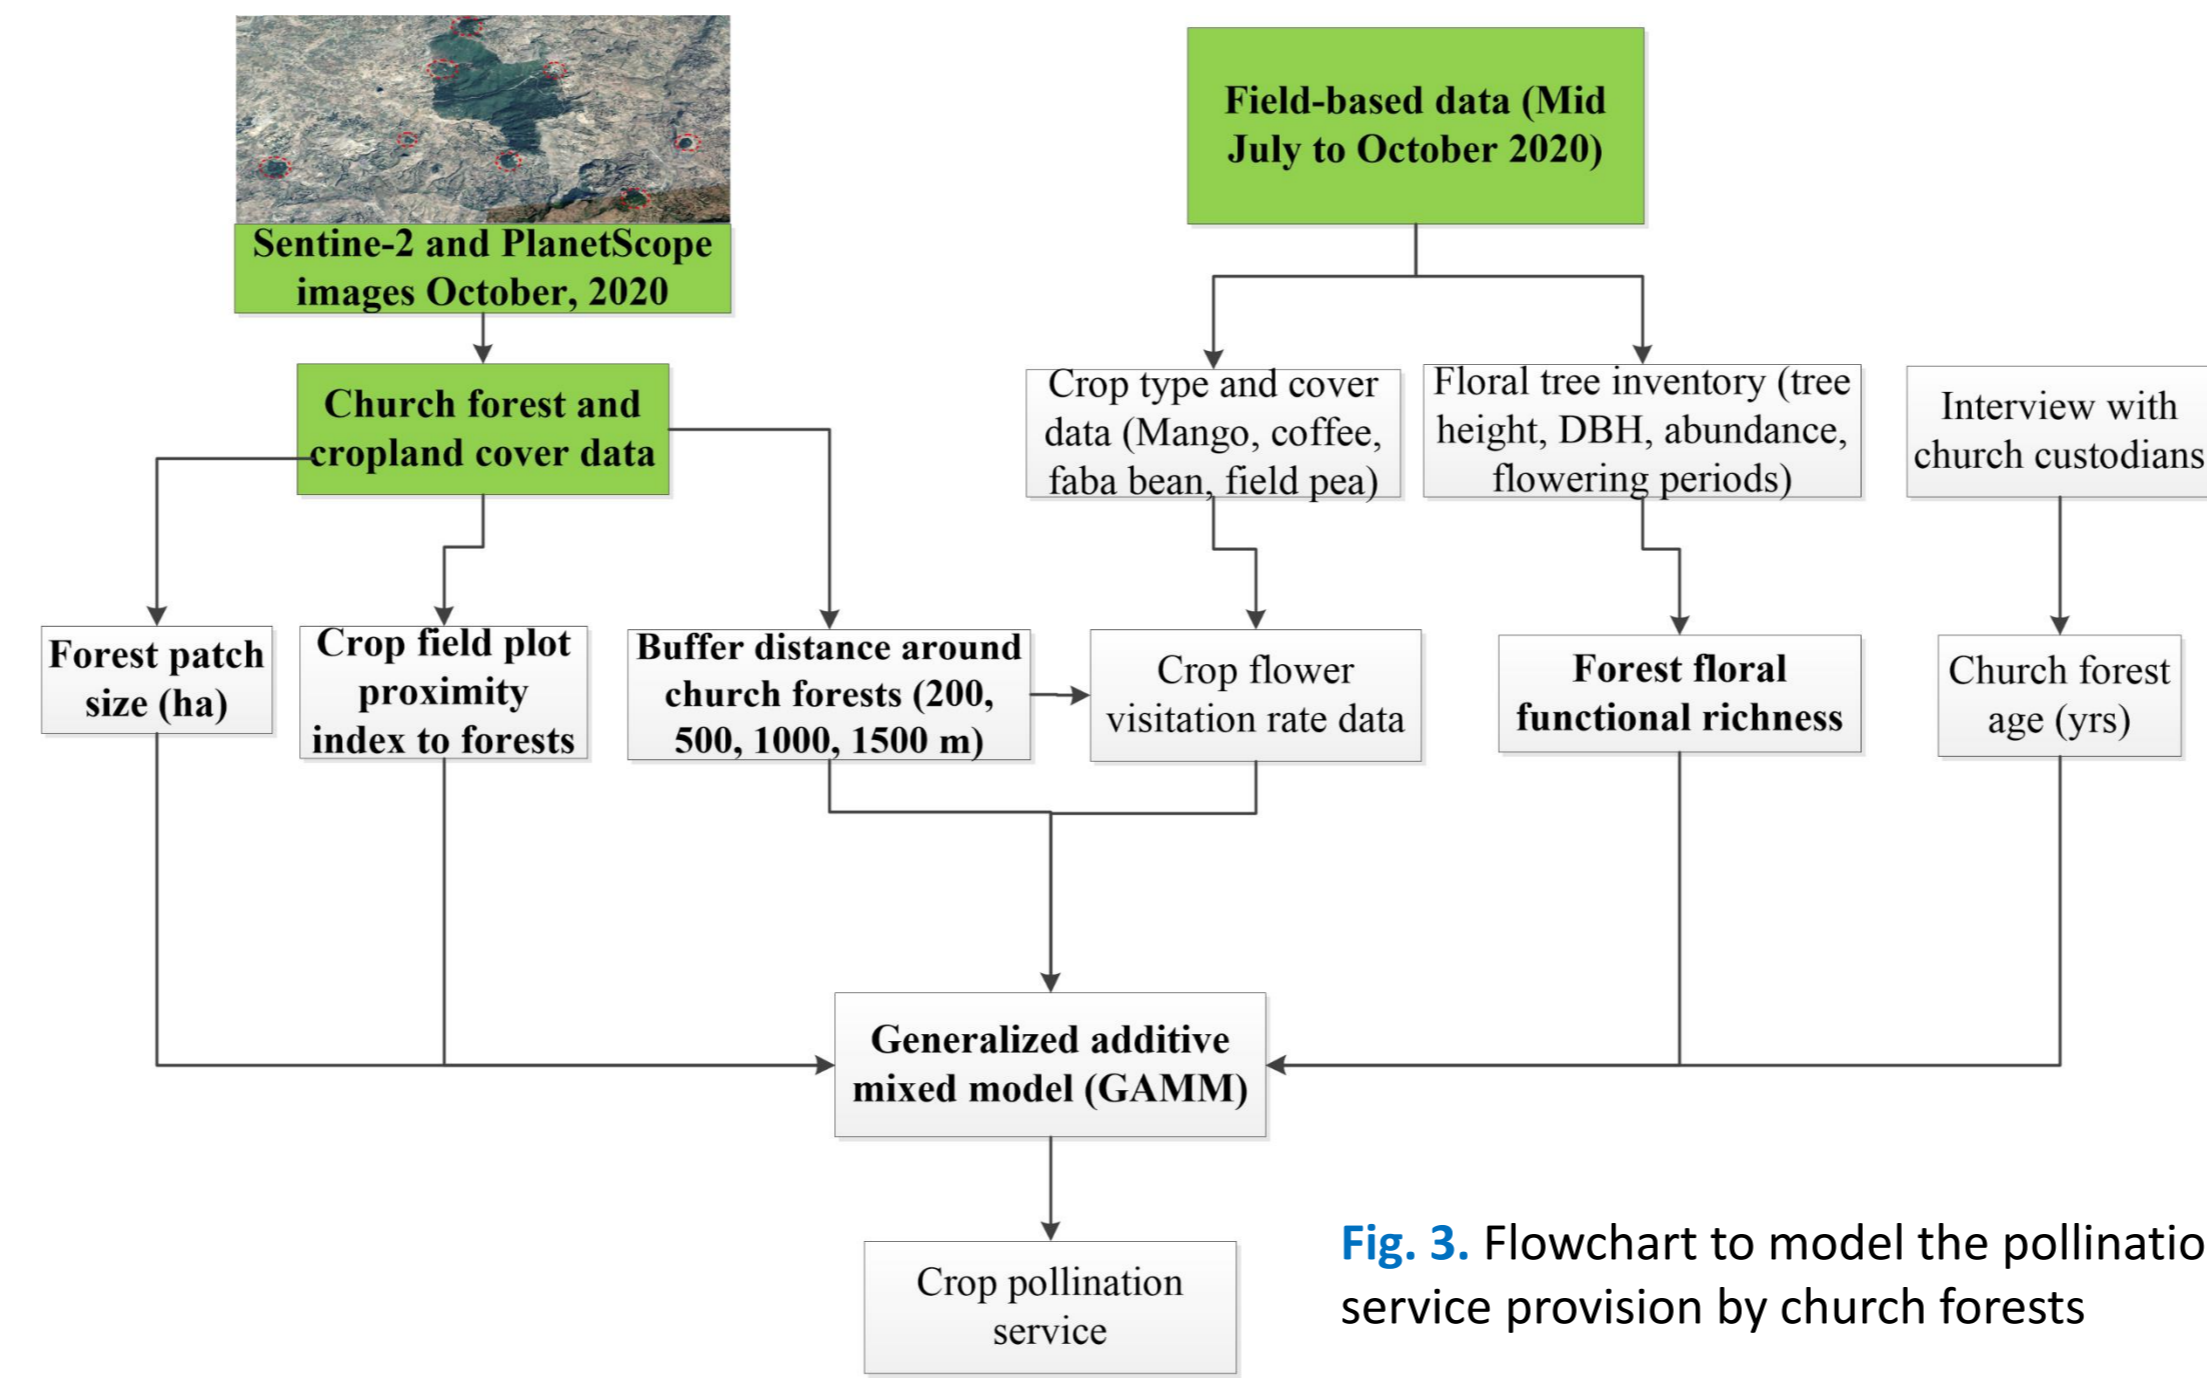 Sentine-2 and PlanetScope
images October, 2020
Field-based data (Mid
July to October 2020)
Church forest and
cropland cover data
Crop type and cover
data (Mango, coffee,
faba bean, field pea)
Floral tree inventory (tree
height, DBH, abundance,
flowering periods)
Interview with
church custodians
Forest patch
size (ha)
Crop field plot
proximity
index to forests
Buffer distance around
church forests (200,
500, 1000, 1500 m)
Crop flower
visitation rate data
Forest floral
functional richness
Church forest
age (yrs)
Generalized additive
mixed model (GAMM)
Crop pollination
service
Fig. 3. Flowchart to model the pollinatio
service provision by church forests